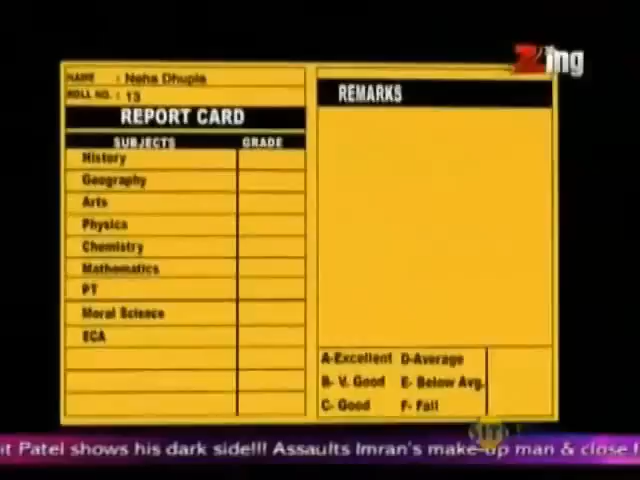 Zing
NAME : Neha Dhupia
ROLL NO. : 13
REPORT CARD
SUBJECTS GRADE
History
Geography
Arts
Physics
Chemistry
Mathematics
PT
Moral Science
ECA
REMARKS
A-Excellent D-Average
B- V. Good E- Below Avg.
C- Good F- Fail
it Patel shows his dark side!!! Assaults Imran's make-up man & close f